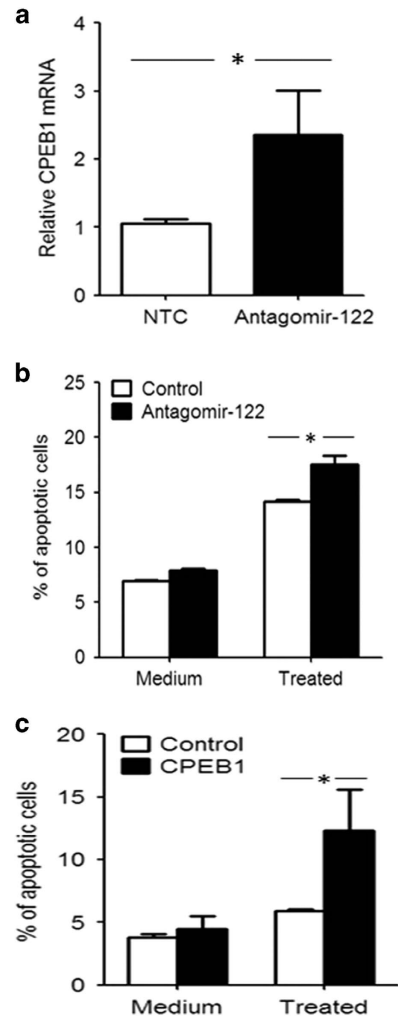 a
Relative CPEB1 mRNA
4
3
2
1
0
*
NTC Antagomir-122
b
% of apoptotic cells
25
20
15
10
5
0
Control
Antagomir-122
*
Medium Treated
c
% of apoptotic cells
20
15
10
5
0
Control
CPEB1
*
Medium Treated